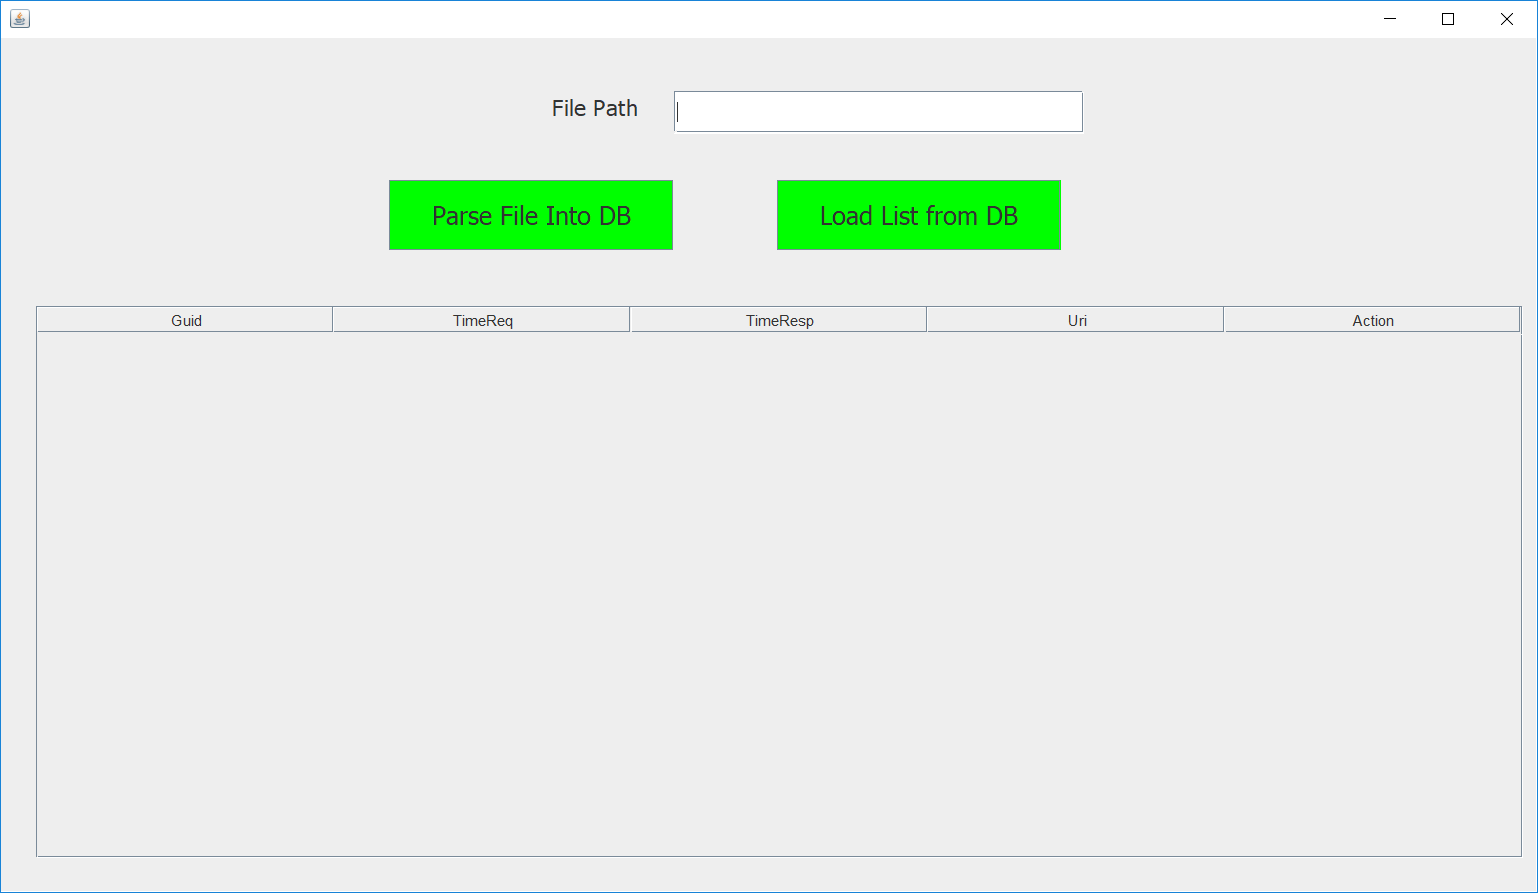 File Path
Parse File Into DB
Load List from DB
Guid TimeReq TimeResp Uri Action